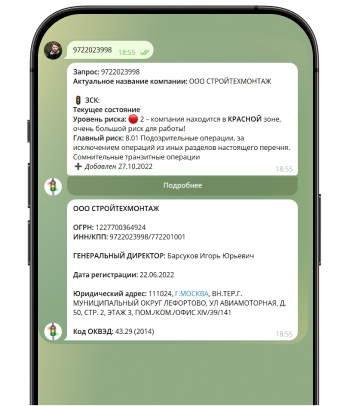 9722023998 18:55
Запрос: 9722023998
Актуальное название компании: ООО СТРОЙТЕХМОНТАЖ
ЗСК:
Текущее состояние
Уровень риска: 2 – компания находится в КРАСНОЙ зоне,
очень большой риск для работы!
Главный риск: 8.01 Подозрительные операции, за
исключением операций из иных разделов настоящего перечня.
Сомнительные транзитные операции
Добавлен 27.10.2022
18:55
Подробнее
ООО СТРОЙТЕХМОНТАЖ
ОГРН: 1227700364924
ИНН/КПП: 9722023998/772201001
ГЕНЕРАЛЬНЫЙ ДИРЕКТОР: Барсуков Игорь Юрьевич
Дата регистрации: 22.06.2022
Юридический адрес: 111024, Г.МОСКВА, ВН.ТЕР.Г.
МУНИЦИПАЛЬНЫЙ ОКРУГ ЛЕФОРТОВО, УЛ АВИАМОТОРНАЯ, Д.
50, СТР. 2, ЭТАЖ 3, ПОМ./КОМ./ОФИС XIV/39/141
Код ОКВЭД: 43.29 (2014)
18:55